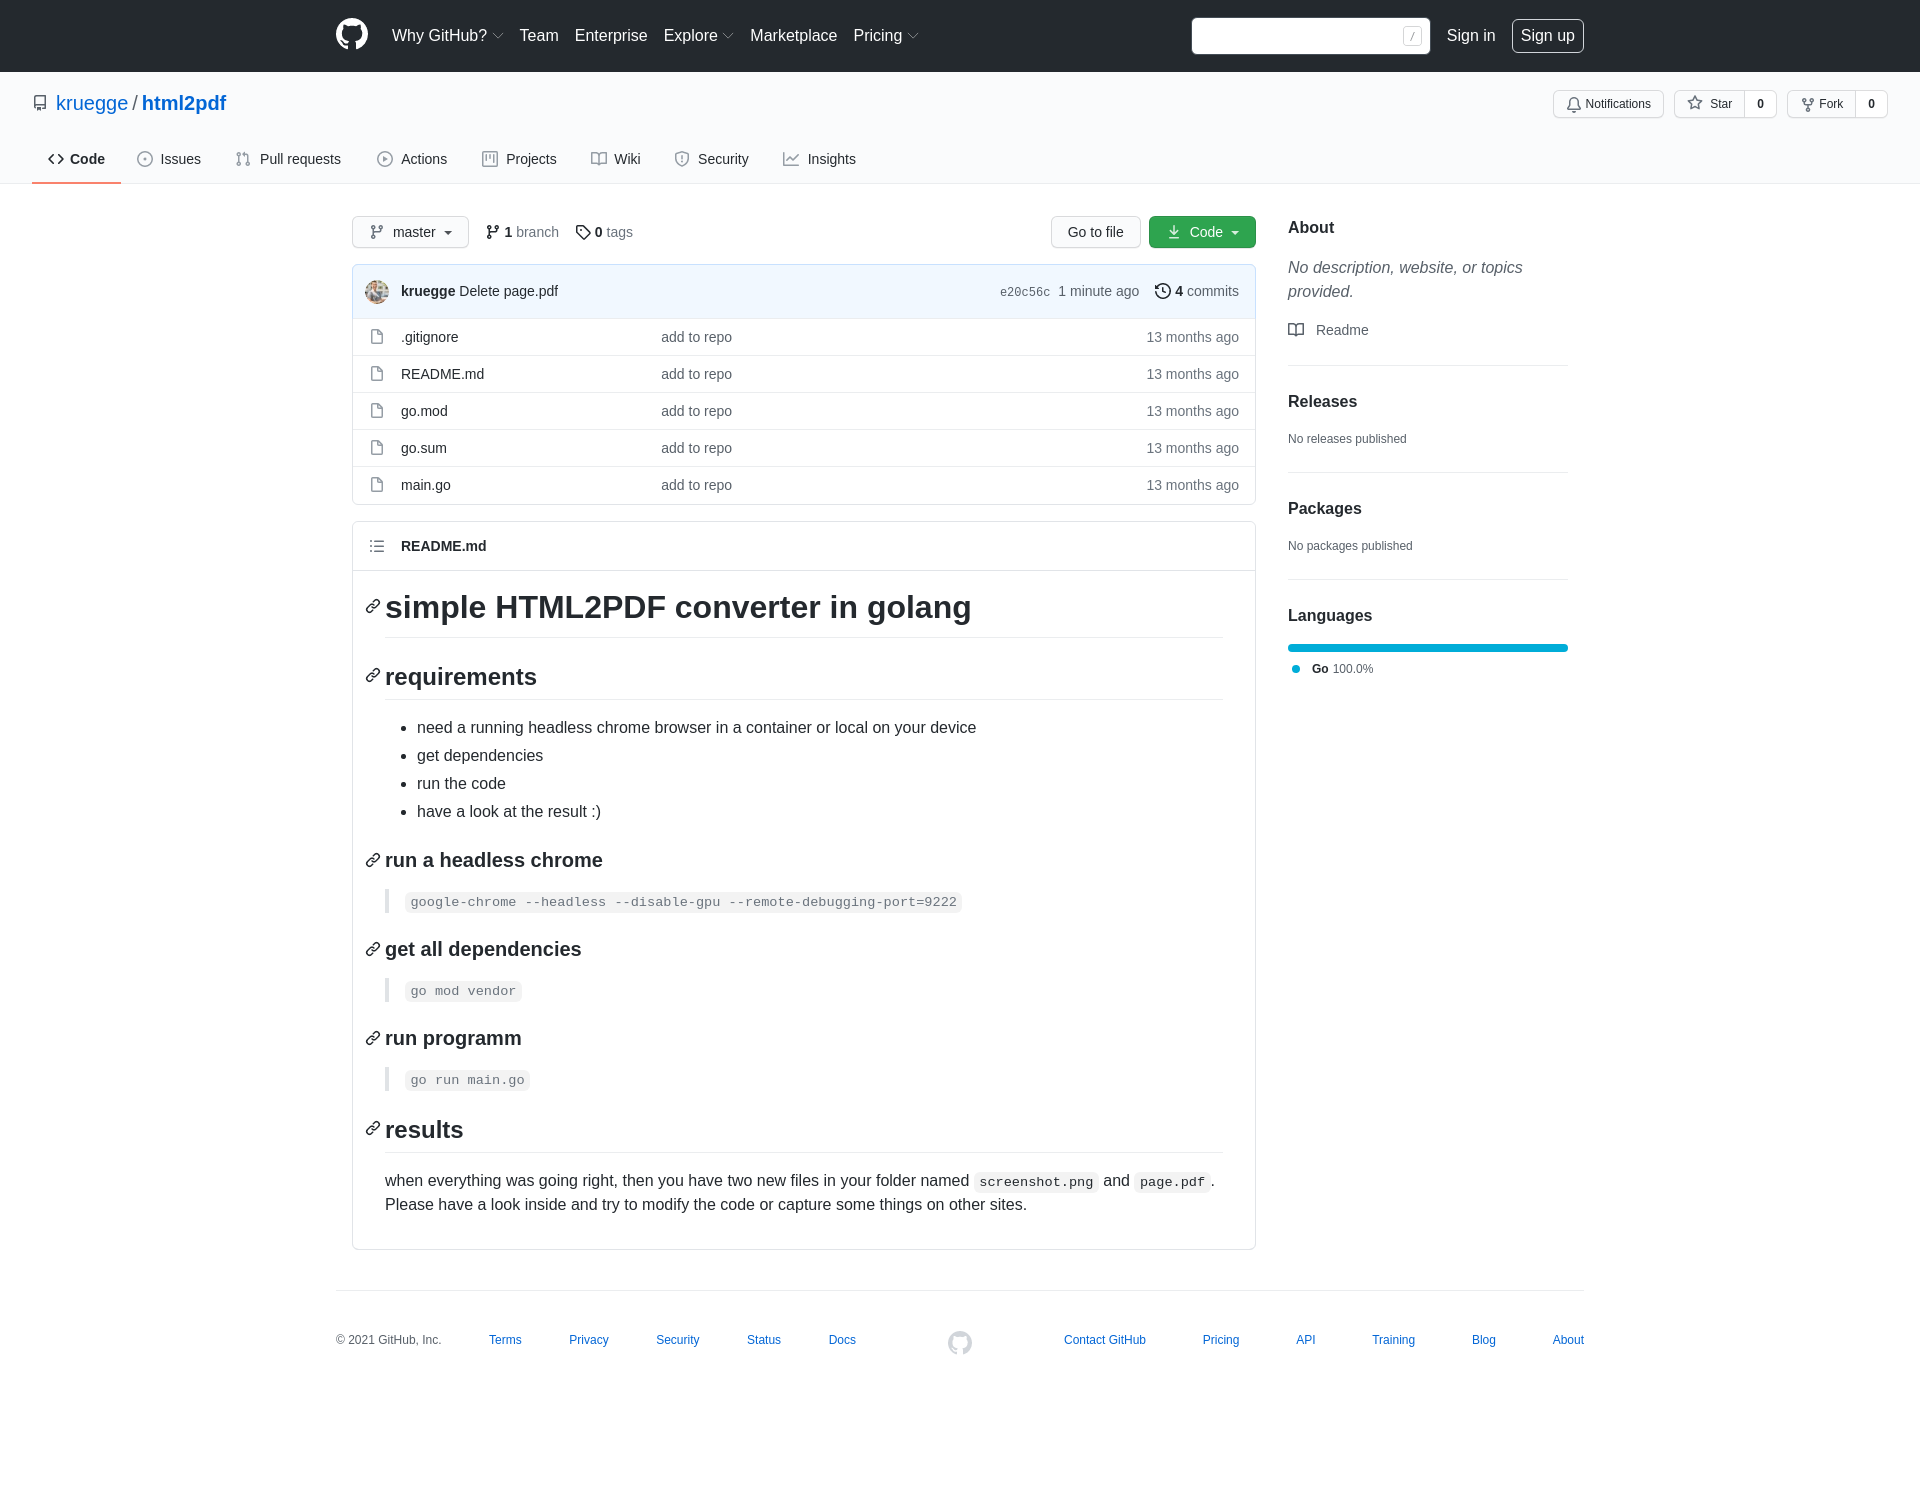 Why GitHub? Team Enterprise Explore Marketplace Pricing / Sign in Sign up
kruegge / html2pdf Notifications Star 0 Fork 0
Code Issues Pull requests Actions Projects Wiki Security Insights
master 1 branch 0 tags Go to file Code
kruegge Delete page.pdf e20c56c 1 minute ago 4 commits
.gitignore add to repo 13 months ago
README.md add to repo 13 months ago
go.mod add to repo 13 months ago
go.sum add to repo 13 months ago
main.go add to repo 13 months ago
README.md
simple HTML2PDF converter in golang
requirements
need a running headless chrome browser in a container or local on your device
get dependencies
run the code
have a look at the result :)
run a headless chrome
google-chrome --headless --disable-gpu --remote-debugging-port=9222
get all dependencies
go mod vendor
run programm
go run main.go
results
when everything was going right, then you have two new files in your folder named screenshot.png and page.pdf.
Please have a look inside and try to modify the code or capture some things on other sites.
About
No description, website, or topics
provided.
Readme
Releases
No releases published
Packages
No packages published
Languages
Go 100.0%
© 2021 GitHub, Inc. Terms Privacy Security Status Docs Contact GitHub Pricing API Training Blog About